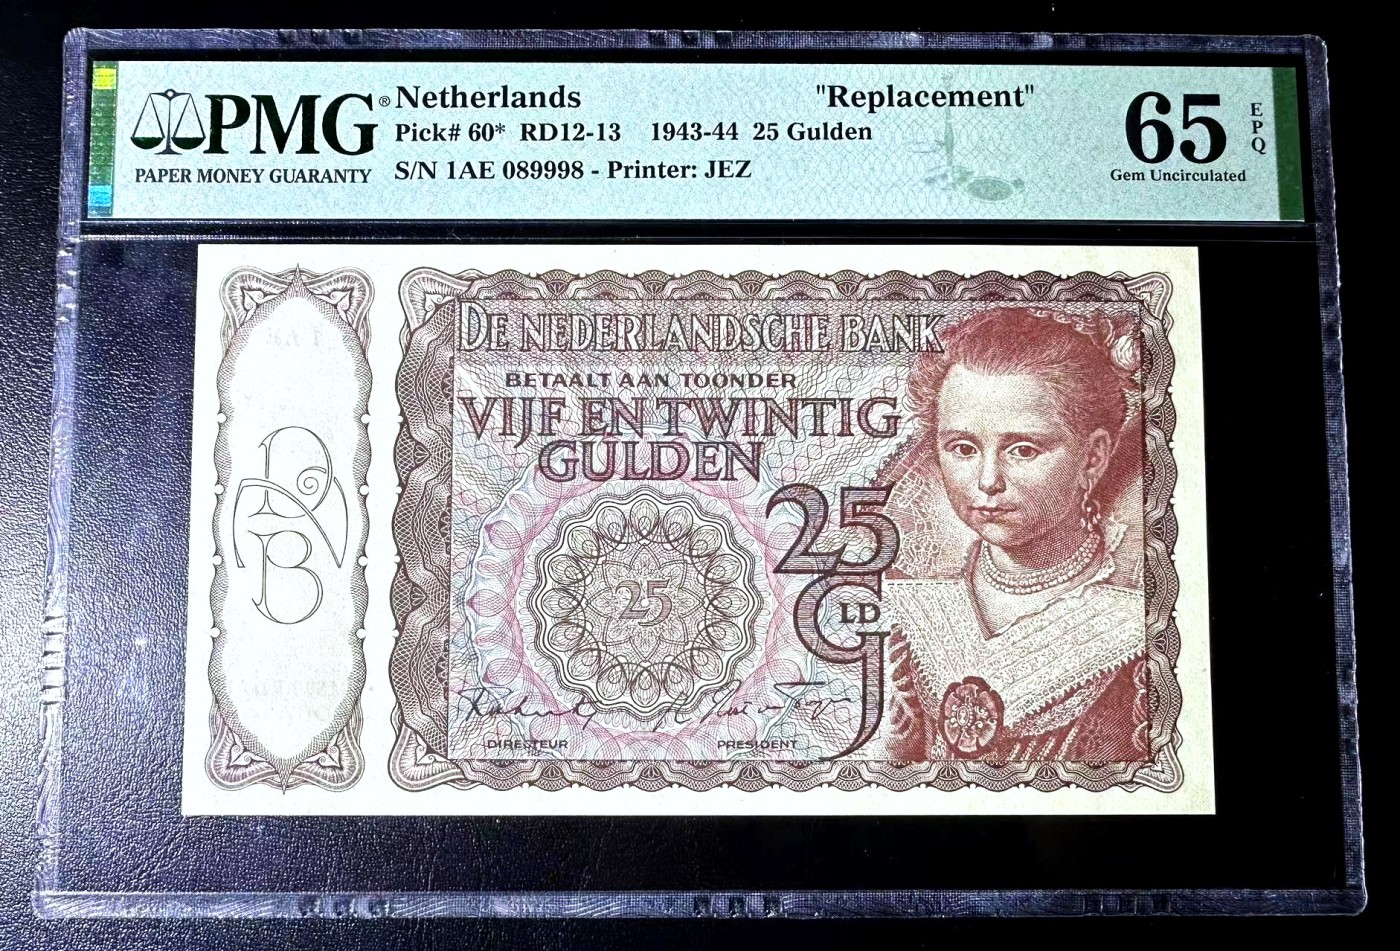 PMG®
PAPER MONEY GUARANTY
Netherlands
"Replacement"
Pick# 60* RD12-13 1943-44 25 Gulden
S/N 1AE 089998 - Printer: JEZ
65 EPQ
Gem Uncirculated
DE NEDERLANDSCHE BANK
BETAALT AAN TOONDER
VIJF EN TWINTIG
GULDEN
25
GLD
25
DNB
DIRECTEUR
PRESIDENT